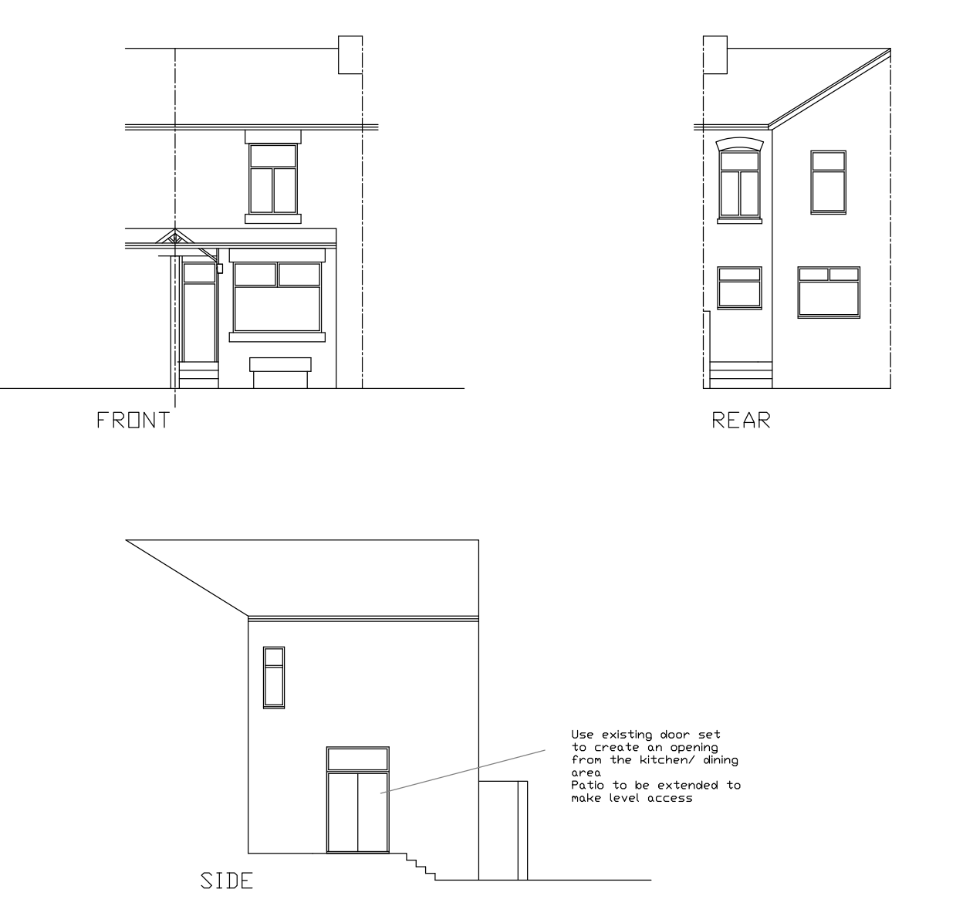 FRONT
REAR
Use existing door set
to create an opening
from the kitchen/ dining
area
Patio to be extended to
make level access
SIDE